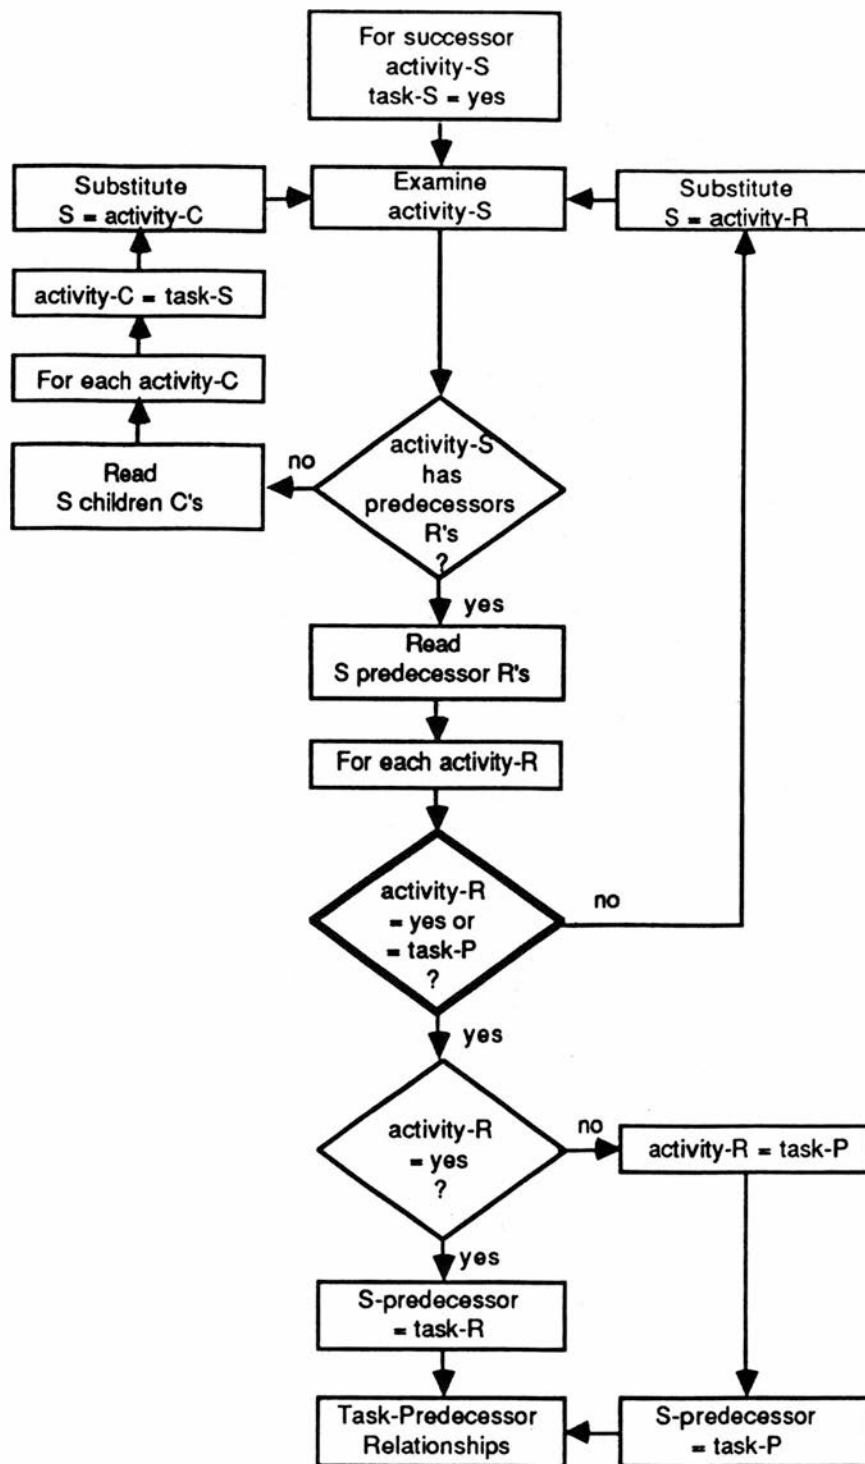 For successor
activity-S
task-S = yes
Substitute
S = activity-C
Examine
activity-S
Substitute
S = activity-R
activity-C = task-S
For each activity-C
Read
S children C's
no
activity-S
has
predecessors
R's
?
yes
Read
S predecessor R's
For each activity-R
activity-R
= yes or
= task-P
?
no
yes
activity-R
= yes
?
no
activity-R = task-P
yes
S-predecessor
= task-R
Task-Predecessor
Relationships
S-predecessor
= task-P